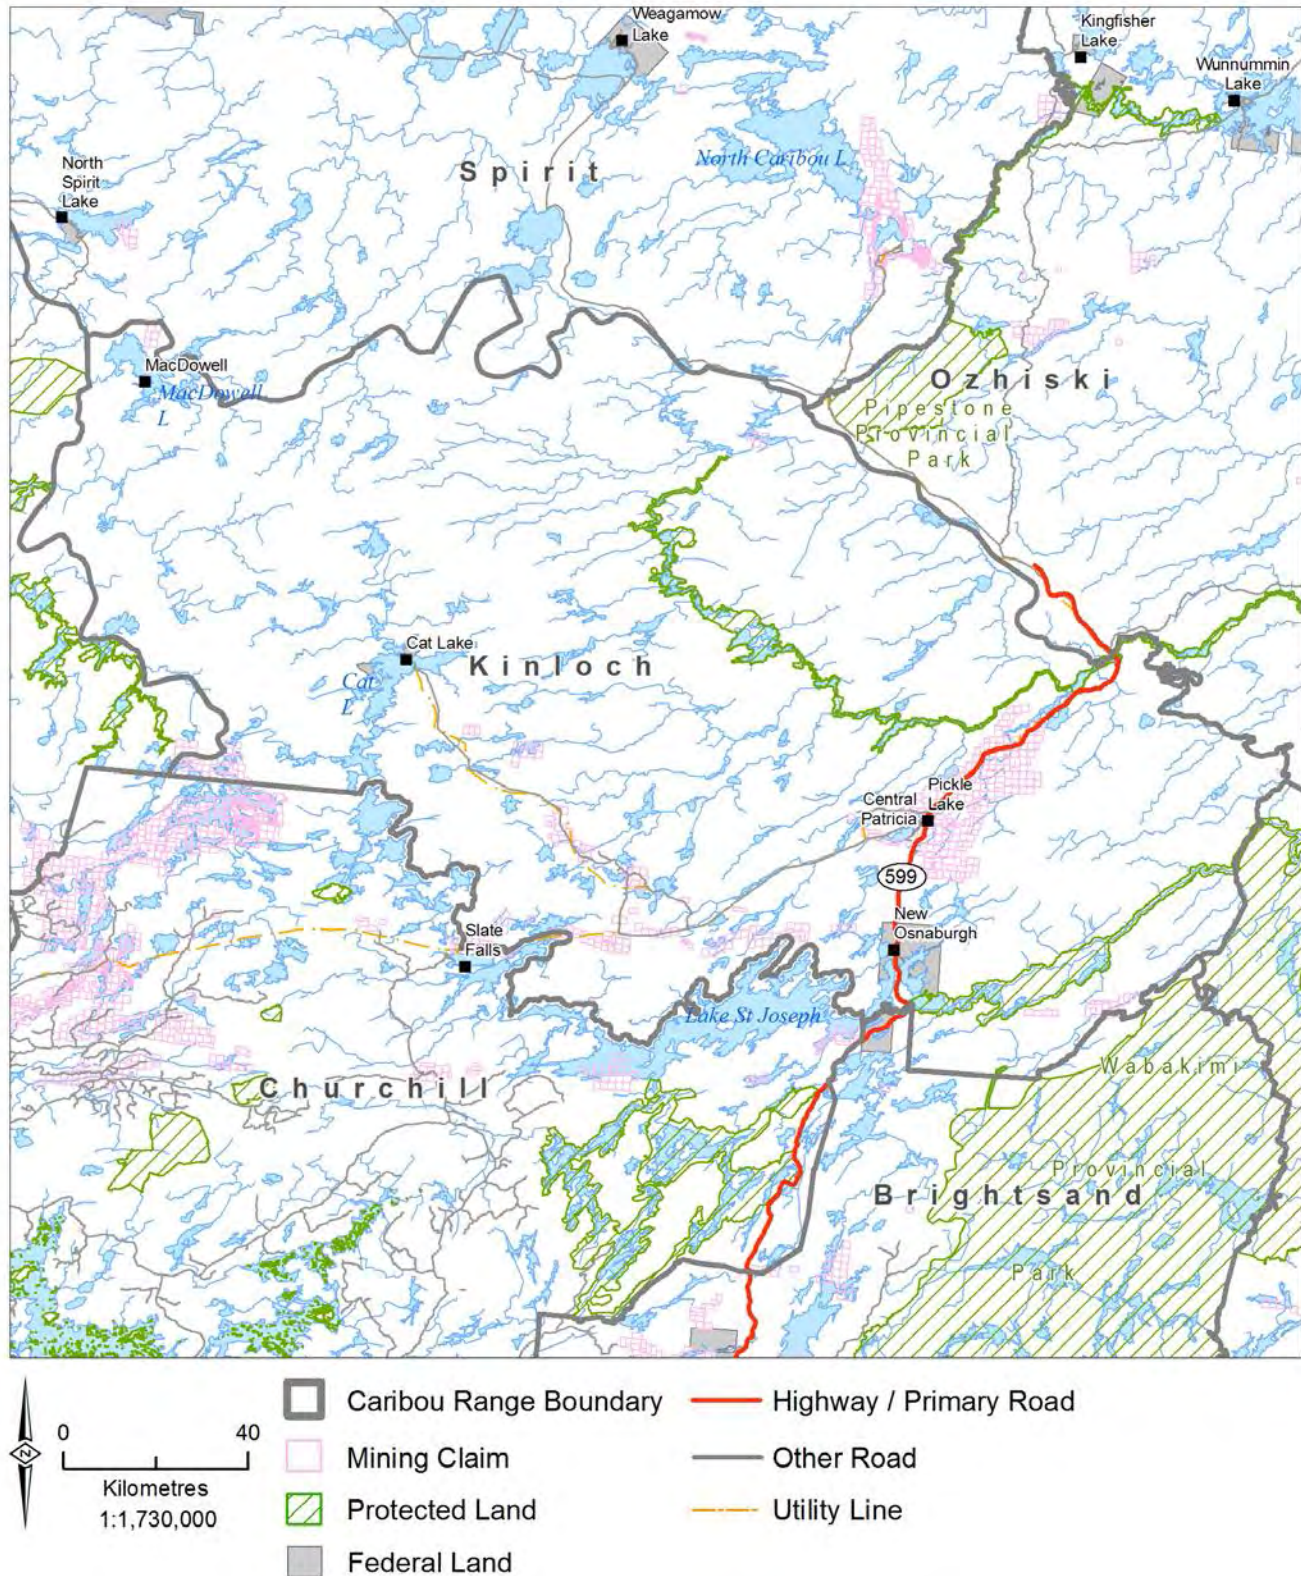 Weagamow
Lake
Kingfisher
Lake
Wunnummin
Lake
North Caribou L
Spirit
North
Spirit
Lake
MacDowell
MacDowell
L
Ozhiski
Pipestone
Provincial
Park
Cat Lake
Kinloch
Cat
L
Pickle
Lake
Central
Patricia
599
New
Osnaburgh
Slate
Falls
Lake St Joseph
Wabakimi
Churchill
Provincial
Brightsand
Park
N
0 40
Kilometres
1:1,730,000
Caribou Range Boundary
Mining Claim
Protected Land
Federal Land
Highway / Primary Road
Other Road
Utility Line